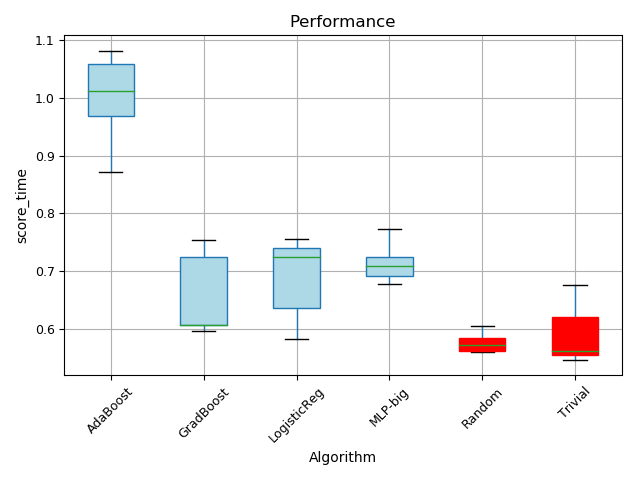 Performance
1.1
1.0
0.9
0.8
0.7
0.6
score_time
AdaBoost
GradBoost
LogisticReg
MLP-big
Random
Trivial
Algorithm